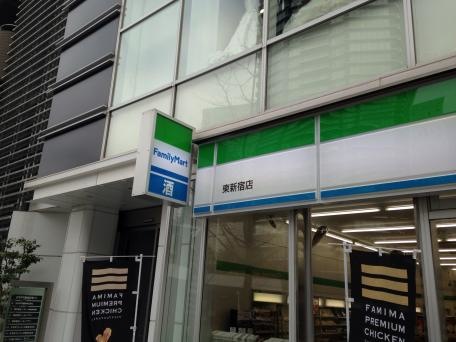 FamilyMart
酒
東新宿店
FAMIMA
PREMIUM
CHICKEN
FAMIMA
PREMIUM
CHICKEN